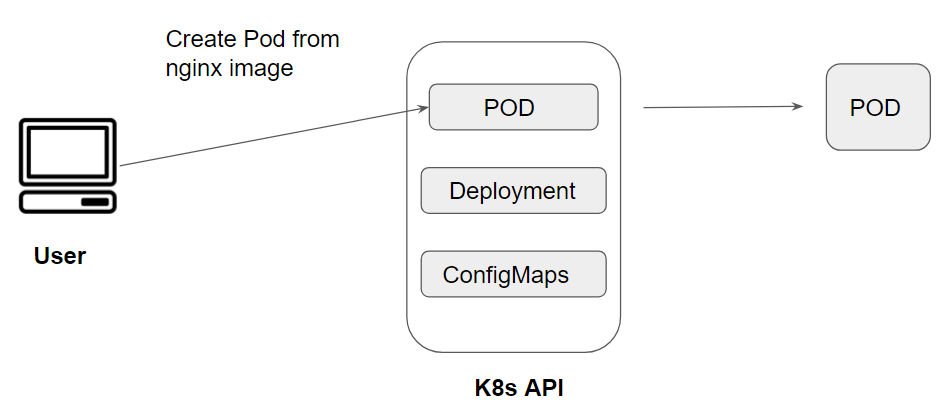 Create Pod from
nginx image
POD
POD
Deployment
ConfigMaps
User
K8s API